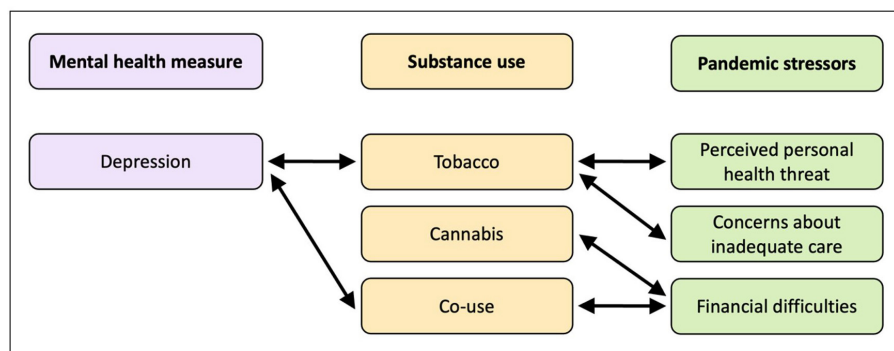 Mental health measure
Substance use
Pandemic stressors
Depression
Tobacco
Perceived personal
health threat
Cannabis
Concerns about
inadequate care
Co-use
Financial difficulties